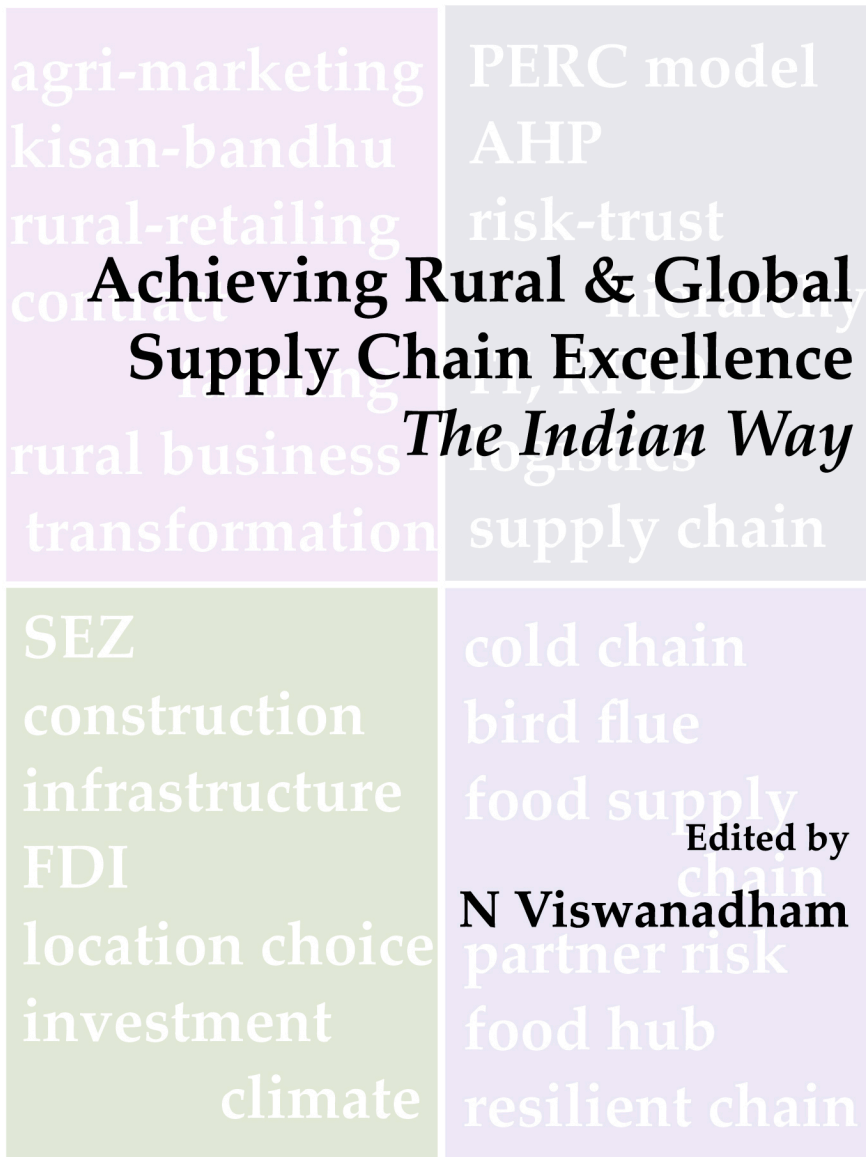 agri-marketing
kisan-bandhu
rural-retailing
contract
farming
rural business
transformation
PERC model
AHP
risk-trust
hierarchy
IT, RFID
logistics
supply chain
Achieving Rural & Global
Supply Chain Excellence
The Indian Way
SEZ
construction
infrastructure
FDI
location choice
investment
climate
cold chain
bird flue
food supply
chain
partner risk
food hub
resilient chain
Edited by
N Viswanadham